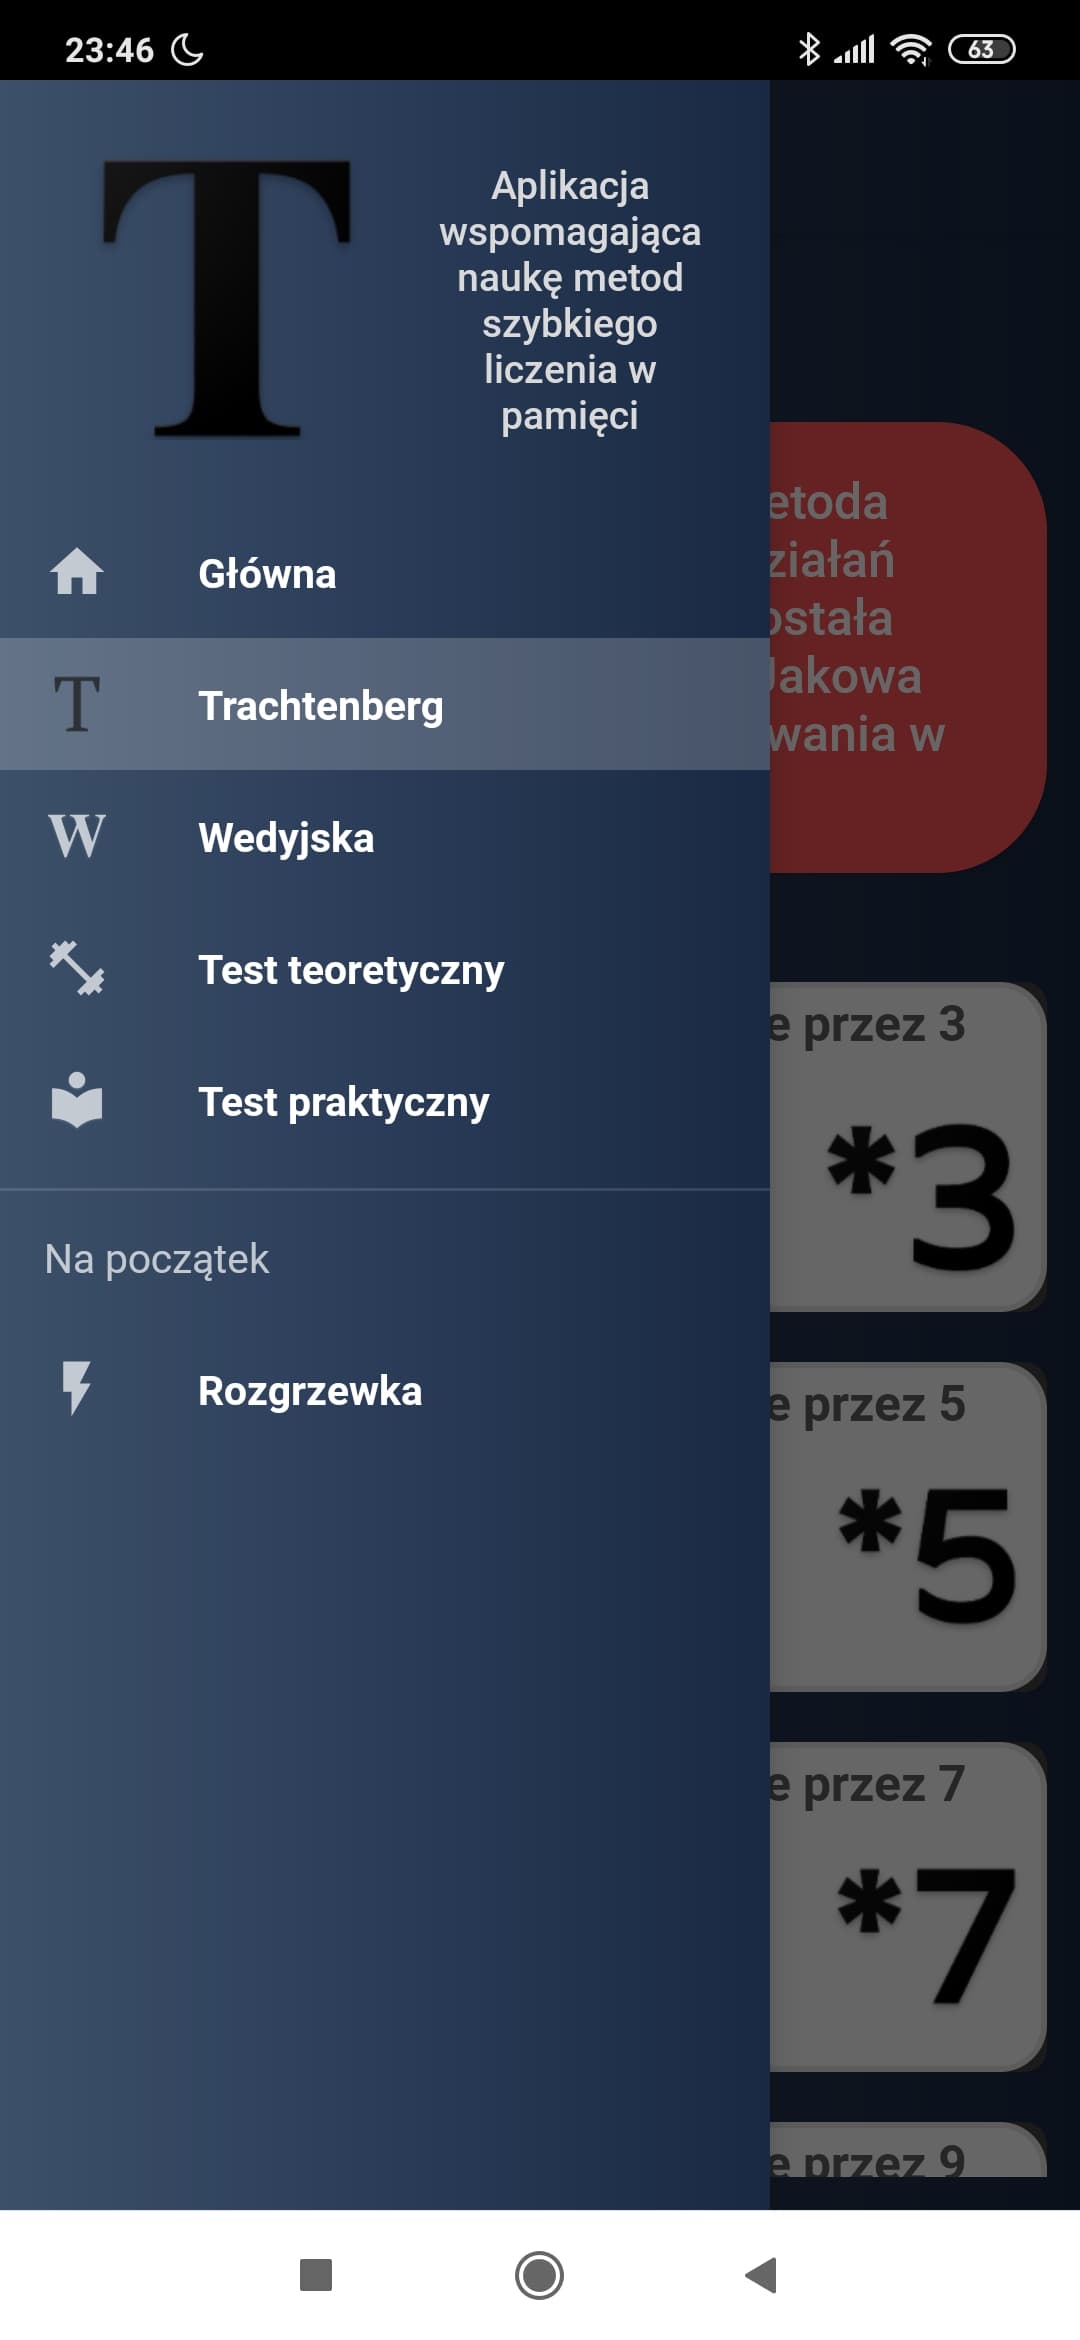 23:46
63
T
Aplikacja
wspomagająca
naukę metod
szybkiego
liczenia w
pamięci
Główna
T Trachtenberg
W Wedyjska
Test teoretyczny
Test praktyczny
Na początek
Rozgrzewka
etoda
ziałań
ostała
Jakowa
wania w
e przez 3
*3
e przez 5
*5
e przez 7
*7
e przez 9